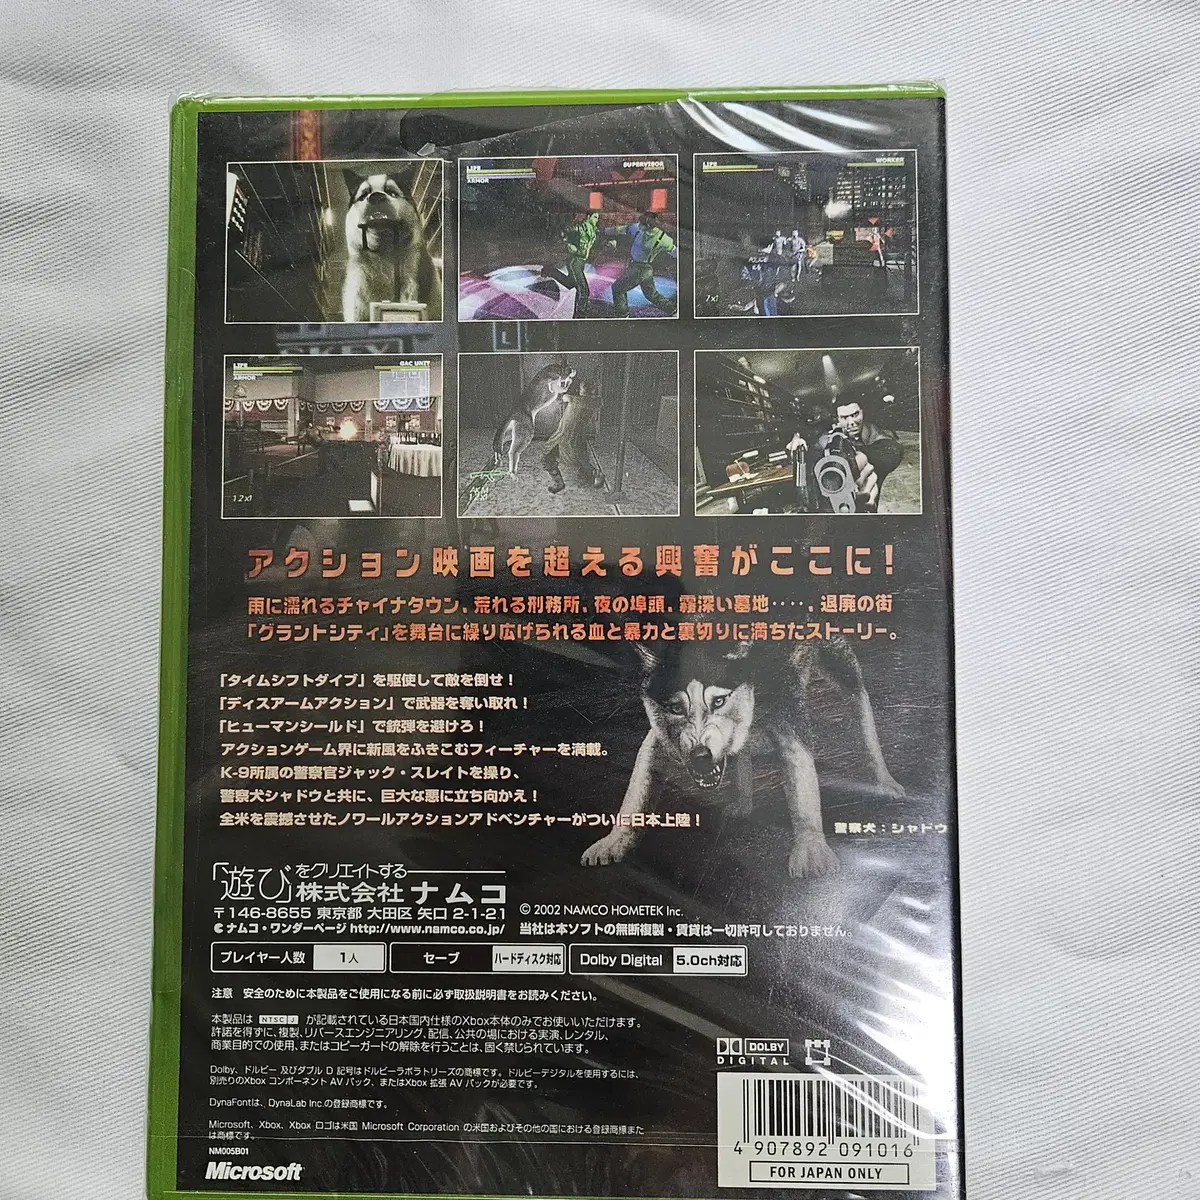 LIFE
ARMOR
SUPERVISOR
LIFE
WORKER
7x1
LIFE
ARMOR
GAC UNIT
12x1
アクション映画を超える興奮がここに!
雨に濡れるチャイナタウン、荒れる刑務所、夜の埠頭、霧深い墓地‥‥、退廃の街
「グラントシティ」を舞台に繰り広げられる血と暴力と裏切りに満ちたストーリー。
「タイムシフトダイブ」を駆使して敵を倒せ!
「ディスアームアクション」で武器を奪い取れ!
「ヒューマンシールド」で銃弾を避けろ!
アクションゲーム界に新風をふきこむフィーチャーを満載。
K-9所属の警察官ジャック・スレイトを操り、
警察犬シャドウと共に、巨大な悪に立ち向かえ!
全米を震撼させたノワールアクションアドベンチャーがついに日本上陸!
警察犬:シャドウ
「遊び」をクリエイトする
株式会社ナムコ
〒146-8655 東京都 大田区 矢口 2-1-21
ナムコ・ワンダーページ http://www.namco.co.jp/
© 2002 NAMCO HOMETEK Inc.
当社は本ソフトの無断複製・賃貸は一切許可しておりません。
プレイヤー人数 1人 セーブ ハードディスク対応 Dolby Digital 5.0ch対応
注意 安全のために本製品をご使用になる前に必ず取扱説明書をお読みください。
本製品は NTSC J が記載されている日本国内仕様のXbox本体のみでお使いいただけます。
許諾を得ずに、複製、リバースエンジニアリング、配信、公共の場における実演、レンタル、
商業目的での使用、またはコピーガードの解除を行うことは、固く禁じられています。
Dolby、ドルビー 及びダブル D 記号はドルビーラボラトリーズの商標です。ドルビーデジタルを使用するには、
別売りのXbox コンポーネント AV パック、またはXbox 拡張 AV パックが必要です。
DynaFontは、DynaLab Inc.の登録商標です。
Microsoft、Xbox、Xbox ロゴは米国 Microsoft Corporation の米国およびその他の国における登録商標また
は商標です。
NM005B01
Microsoft
DOLBY
DIGITAL
4 907892 091016
FOR JAPAN ONLY